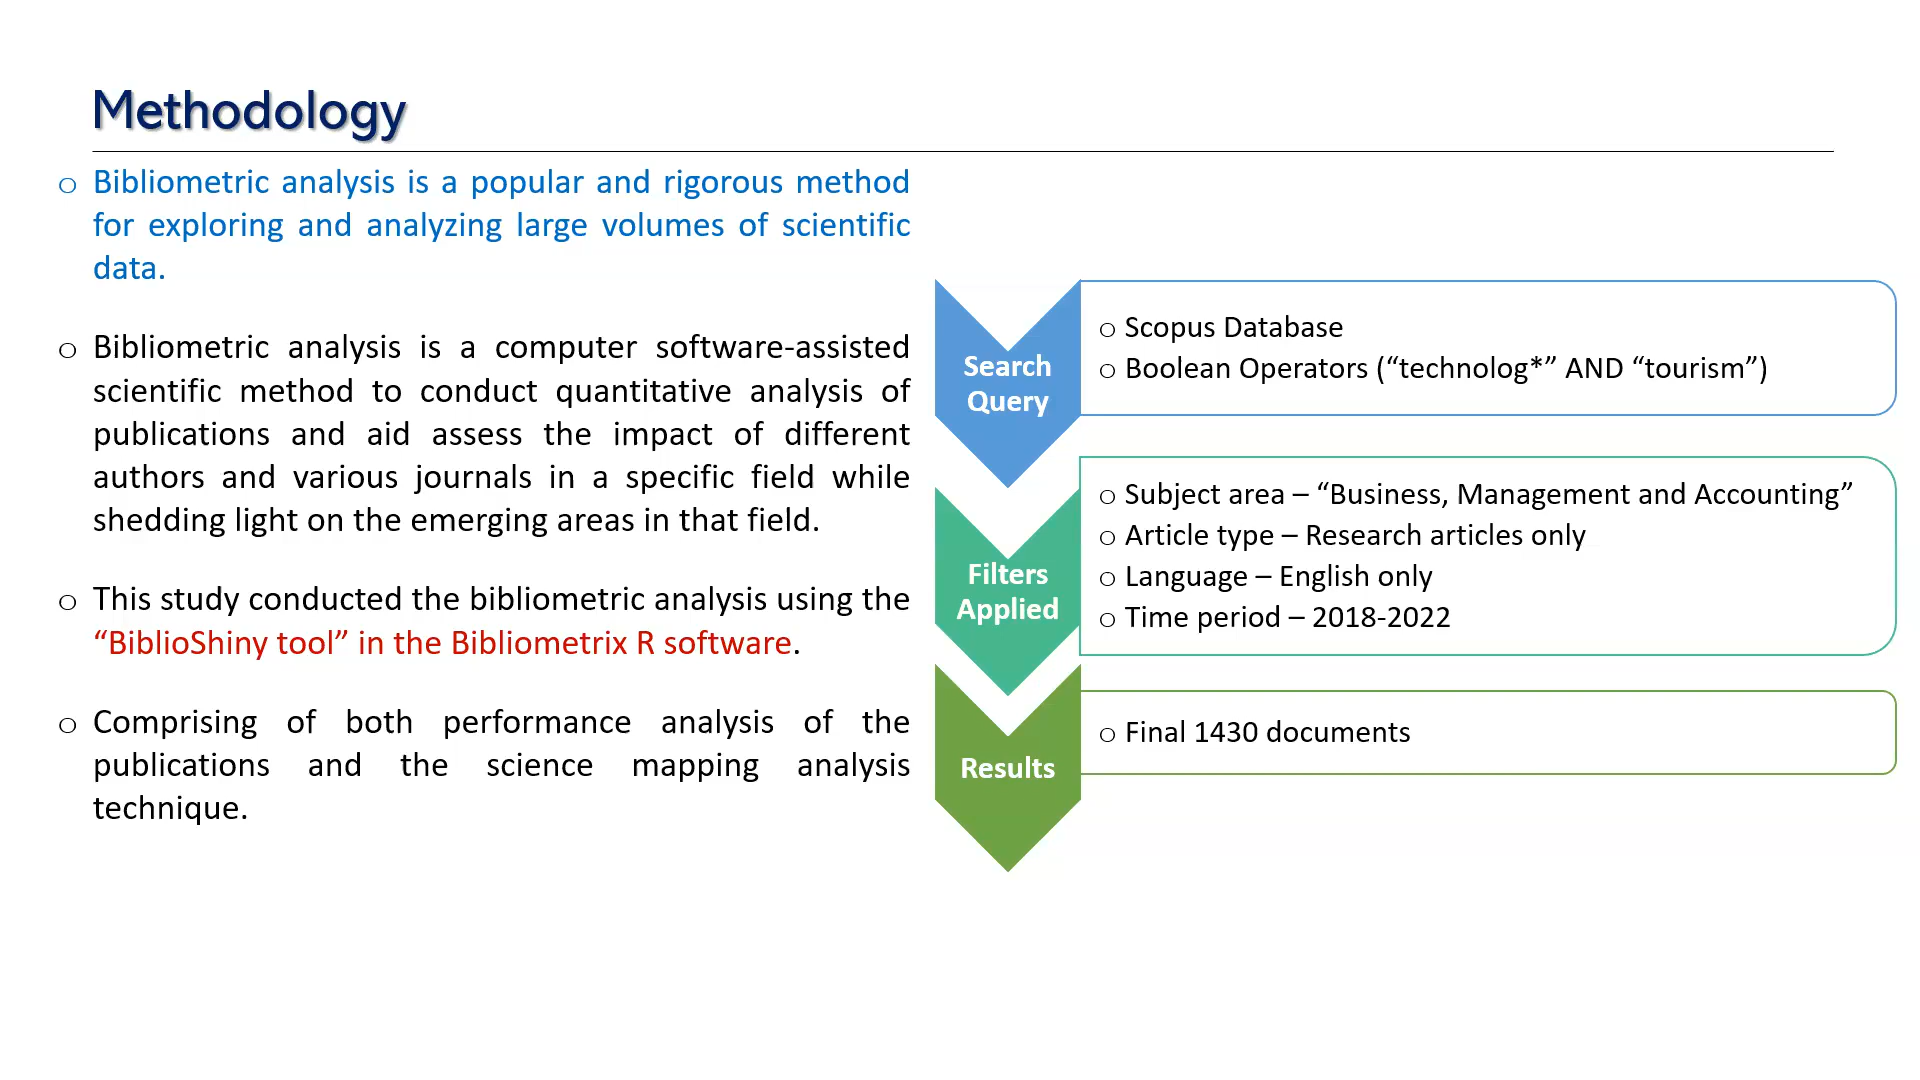 Methodology
o Bibliometric analysis is a popular and rigorous method
for exploring and analyzing large volumes of scientific
data.
o Bibliometric analysis is a computer software-assisted
scientific method to conduct quantitative analysis of
publications and aid assess the impact of different
authors and various journals in a specific field while
shedding light on the emerging areas in that field.
o This study conducted the bibliometric analysis using the
“BiblioShiny tool” in the Bibliometrix R software.
o Comprising of both performance analysis of the
publications and the science mapping analysis
technique.
Search
Query
o Scopus Database
o Boolean Operators (“technolog*” AND “tourism”)
Filters
Applied
o Subject area – “Business, Management and Accounting”
o Article type – Research articles only
o Language – English only
o Time period – 2018-2022
Results
o Final 1430 documents